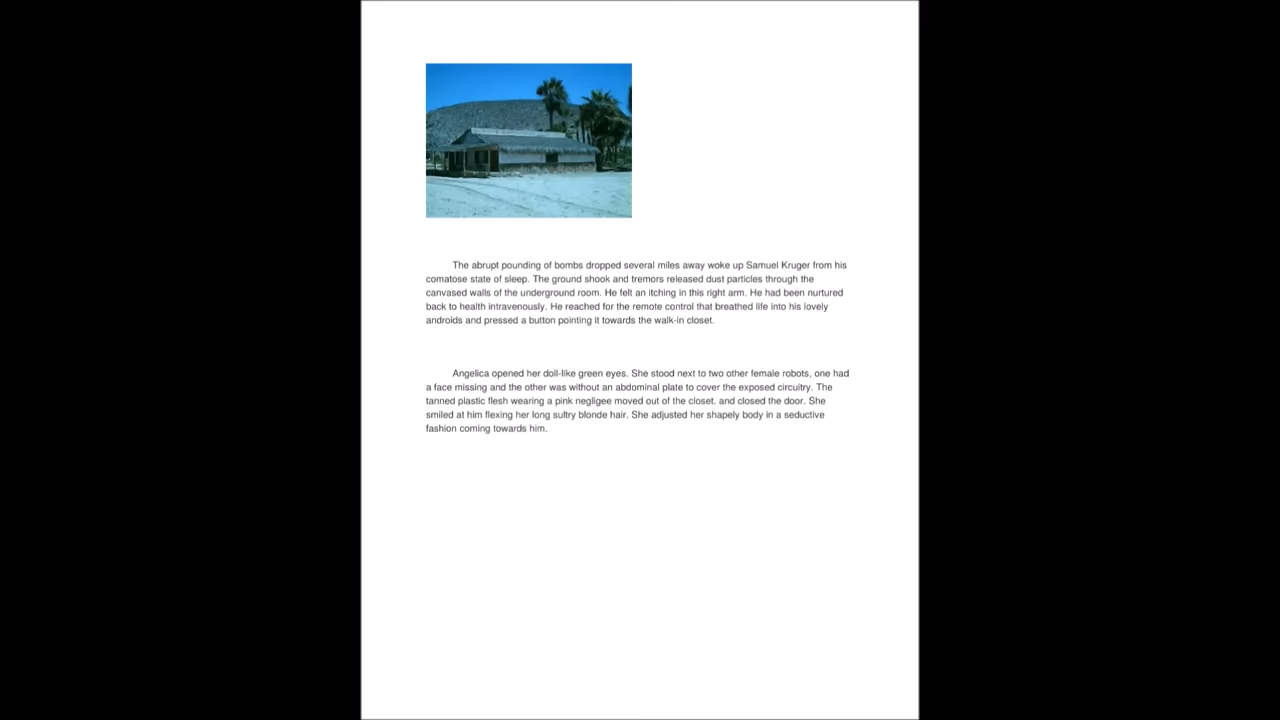 The abrupt pounding of bombs dropped several miles away woke up Samuel Kruger from his
comatose state of sleep. The ground shook and tremors released dust particles through the
canvased walls of the underground room. He felt an itching in this right arm. He had been nurtured
back to health intravenously. He reached for the remote control that breathed life into his lovely
androids and pressed a button pointing it towards the walk-in closet.
Angelica opened her doll-like green eyes. She stood next to two other female robots, one had
a face missing and the other was without an abdominal plate to cover the exposed circuitry. The
tanned plastic flesh wearing a pink negligee moved out of the closet. and closed the door. She
smiled at him flexing her long sultry blonde hair. She adjusted her shapely body in a seductive
fashion coming towards him.